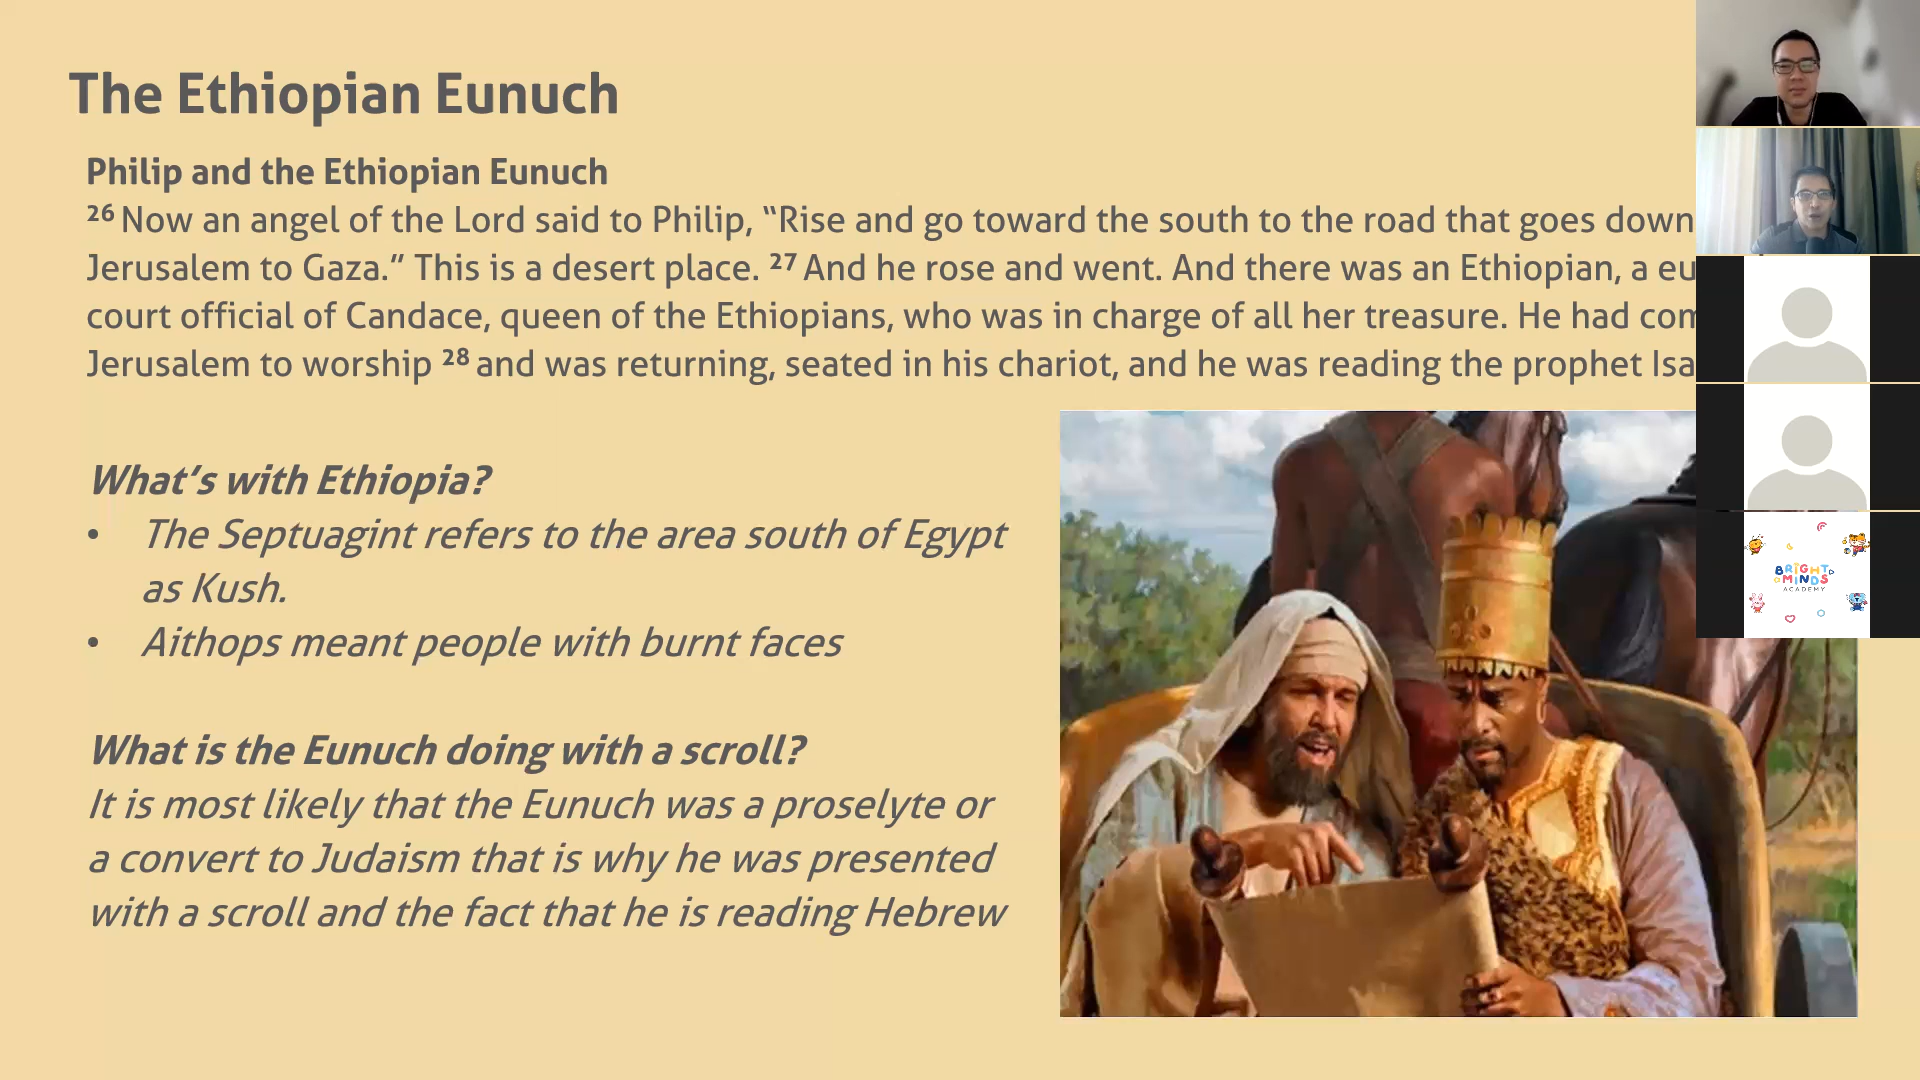 The Ethiopian Eunuch
Philip and the Ethiopian Eunuch
26 Now an angel of the Lord said to Philip, “Rise and go toward the south to the road that goes down
Jerusalem to Gaza.” This is a desert place. 27 And he rose and went. And there was an Ethiopian, a eu
court official of Candace, queen of the Ethiopians, who was in charge of all her treasure. He had com
Jerusalem to worship 28 and was returning, seated in his chariot, and he was reading the prophet Isa
What’s with Ethiopia?
• The Septuagint refers to the area south of Egypt
as Kush.
• Aithops meant people with burnt faces
What is the Eunuch doing with a scroll?
It is most likely that the Eunuch was a proselyte or
a convert to Judaism that is why he was presented
with a scroll and the fact that he is reading Hebrew
BRIGHT
MINDS
ACADEMY